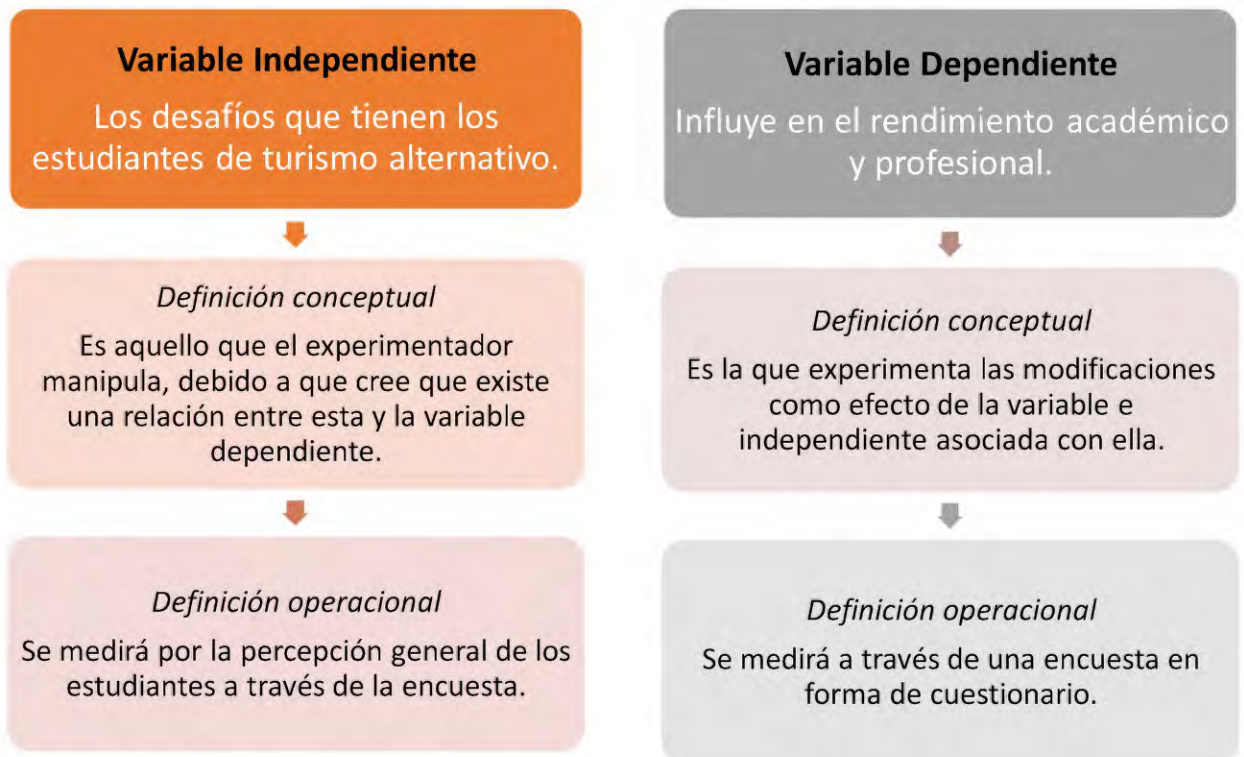 Variable Independiente
Los desafíos que tienen los
estudiantes de turismo alternativo.
Definición conceptual
Es aquello que el experimentador
manipula, debido a que cree que existe
una relación entre esta y la variable
dependiente.
Definición operacional
Se medirá por la percepción general de los
estudiantes a través de la encuesta.
Variable Dependiente
Influye en el rendimiento académico
y profesional.
Definición conceptual
Es la que experimenta las modificaciones
como efecto de la variable e
independiente asociada con ella.
Definición operacional
Se medirá a través de una encuesta en
forma de cuestionario.